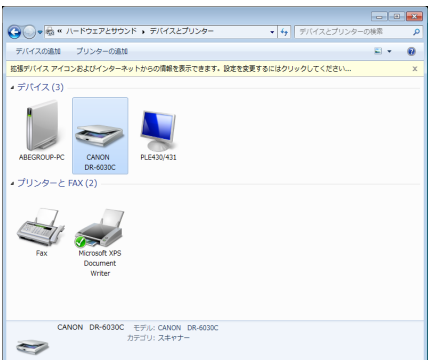 « ハードウェアとサウンド ▸ デバイスとプリンター
デバイスとプリンターの検索
デバイスの追加 プリンターの追加
拡張デバイス アイコンおよびインターネットからの情報を表示できます。設定を変更するにはクリックしてください...
デバイス (3)
ABEGROUP-PC
CANON
DR-6030C
PLE430/431
プリンターと FAX (2)
Fax
Microsoft XPS
Document
Writer
CANON DR-6030C モデル: CANON DR-6030C
カテゴリ: スキャナー